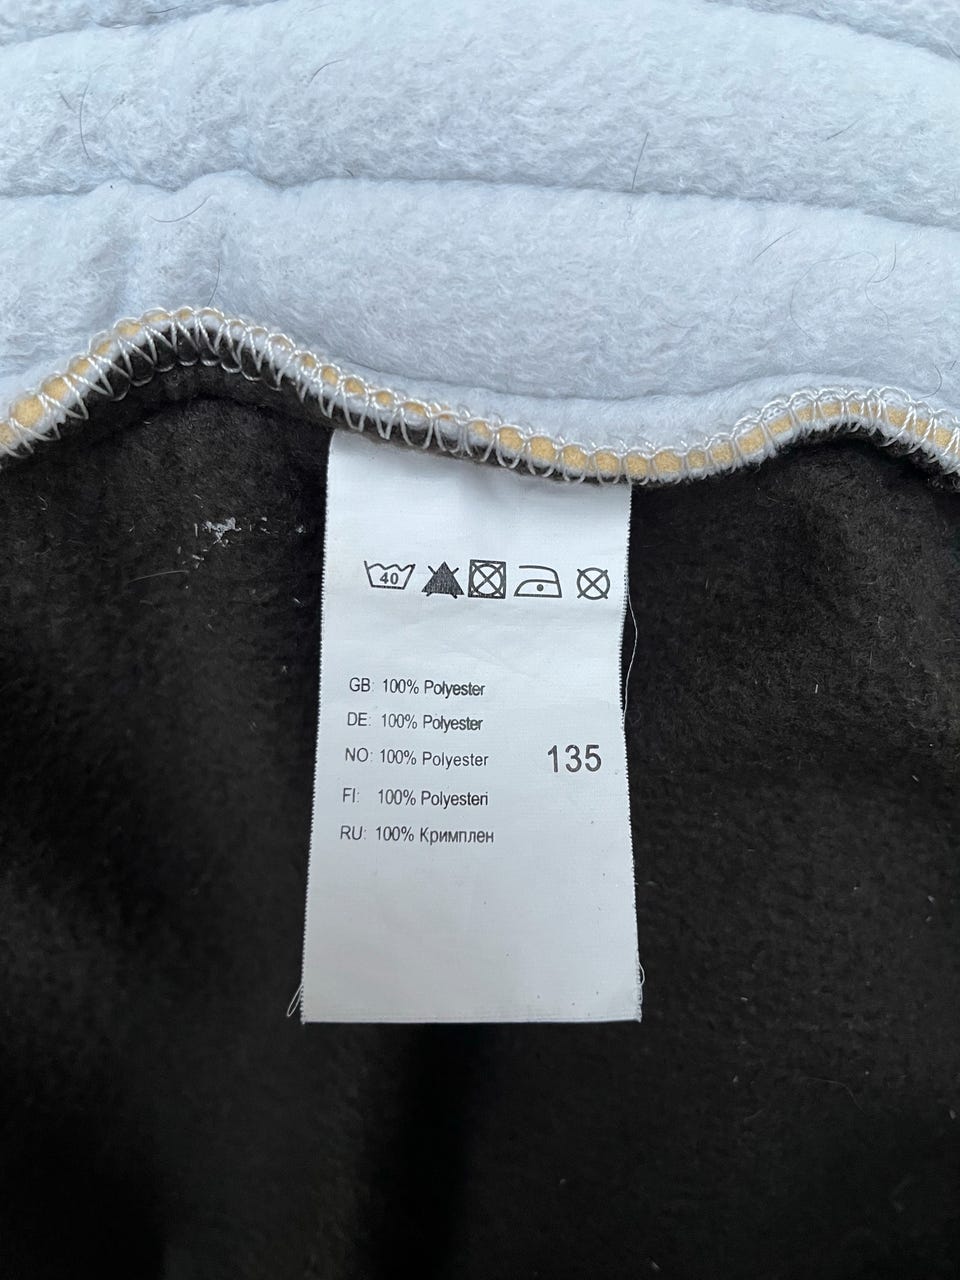 40
GB: 100% Polyester
DE: 100% Polyester
NO: 100% Polyester
135
FI: 100% Polyesteri
RU: 100% Кримплен